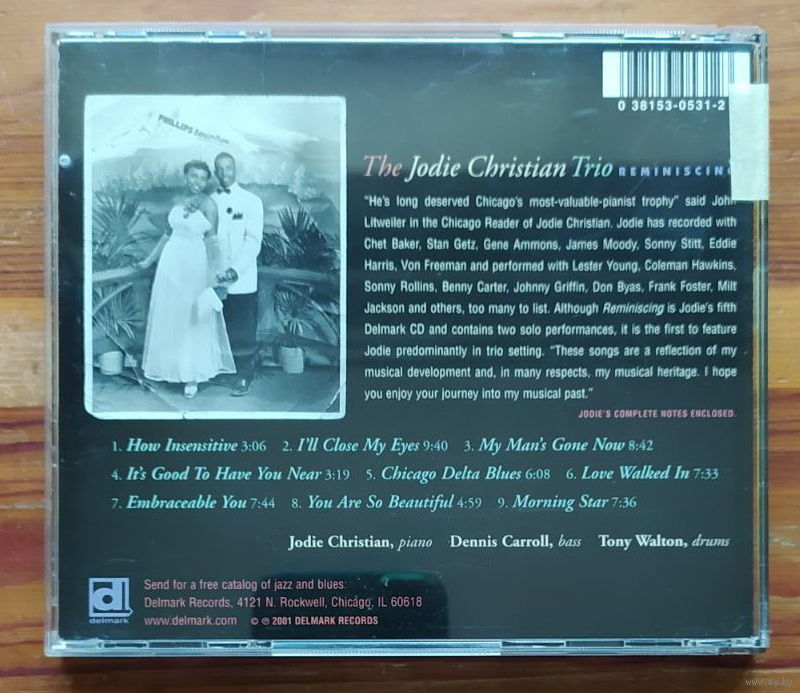 0 38153-0531-2
PHILLIPS
The Jodie Christian Trio REMINISCIN
"He's long deserved Chicago's most-valuable-pianist trophy" said John
Litweiler in the Chicago Reader of Jodie Christian. Jodie has recorded with
Chet Baker, Stan Getz, Gene Ammons, James Moody, Sonny Stitt, Eddie
Harris, Von Freeman and performed with Lester Young, Coleman Hawkins,
Sonny Rollins, Benny Carter, Johnny Griffin, Don Byas, Frank Foster, Milt
Jackson and others, too many to list. Although Reminiscing is Jodie's fifth
Delmark CD and contains two solo performances, it is the first to feature
Jodie predominantly in trio setting. "These songs are a reflection of my
musical development and, in many respects, my musical heritage. I hope
you enjoy your journey into my musical past."
JODIE'S COMPLETE NOTES ENCLOSED.
1. How Insensitive 3:06 2. I'll Close My Eyes 9:40 3. My Man's Gone Now 8:42
4. It's Good To Have You Near 3:19 5. Chicago Delta Blues 6:08 6. Love Walked In 7:33
7. Embraceable You 7:44 8. You Are So Beautiful 4:59 9. Morning Star 7:36
Jodie Christian, piano Dennis Carroll, bass Tony Walton, drums
d
delmark
Send for a free catalog of jazz and blues:
Delmark Records, 4121 N. Rockwell, Chicago, IL 60618
www.delmark.com © ℗ 2001 DELMARK RECORDS
www.ay.by